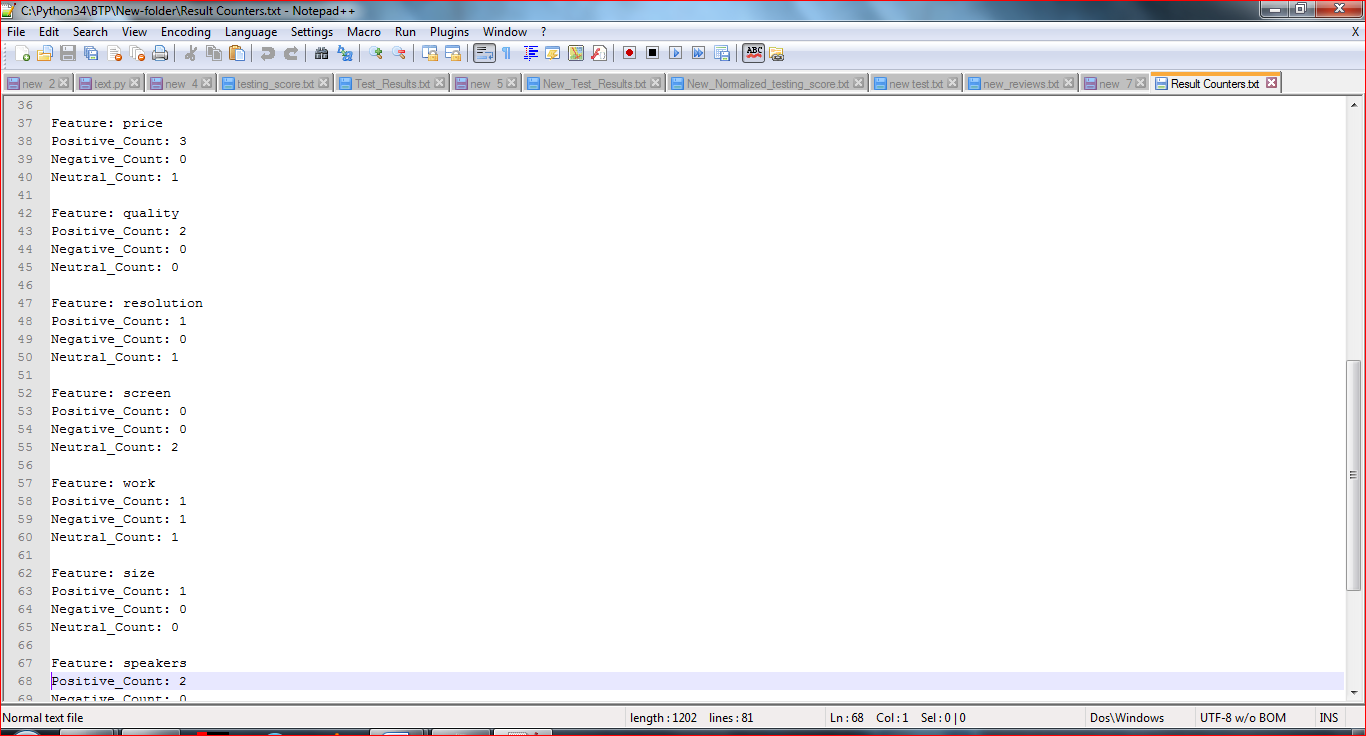 C:\Python34\BTP\New-folder\Result Counters.txt - Notepad++
File Edit Search View Encoding Language Settings Macro Run Plugins Window ? X
ABC
new 2 text.py new 4 testing_score.txt Test_Results.txt new 5 New_Test_Results.txt New_Normalized_testing_score.txt new test.txt new_reviews.txt new 7 Result Counters.txt
36
37 Feature: price
38 Positive_Count: 3
39 Negative_Count: 0
40 Neutral_Count: 1
41
42 Feature: quality
43 Positive_Count: 2
44 Negative_Count: 0
45 Neutral_Count: 0
46
47 Feature: resolution
48 Positive_Count: 1
49 Negative_Count: 0
50 Neutral_Count: 1
51
52 Feature: screen
53 Positive_Count: 0
54 Negative_Count: 0
55 Neutral_Count: 2
56
57 Feature: work
58 Positive_Count: 1
59 Negative_Count: 1
60 Neutral_Count: 1
61
62 Feature: size
63 Positive_Count: 1
64 Negative_Count: 0
65 Neutral_Count: 0
66
67 Feature: speakers
68 Positive_Count: 2
69 Negative_Count: 0
Normal text file length : 1202 lines : 81 Ln : 68 Col : 1 Sel : 0 | 0 Dos\Windows UTF-8 w/o BOM INS